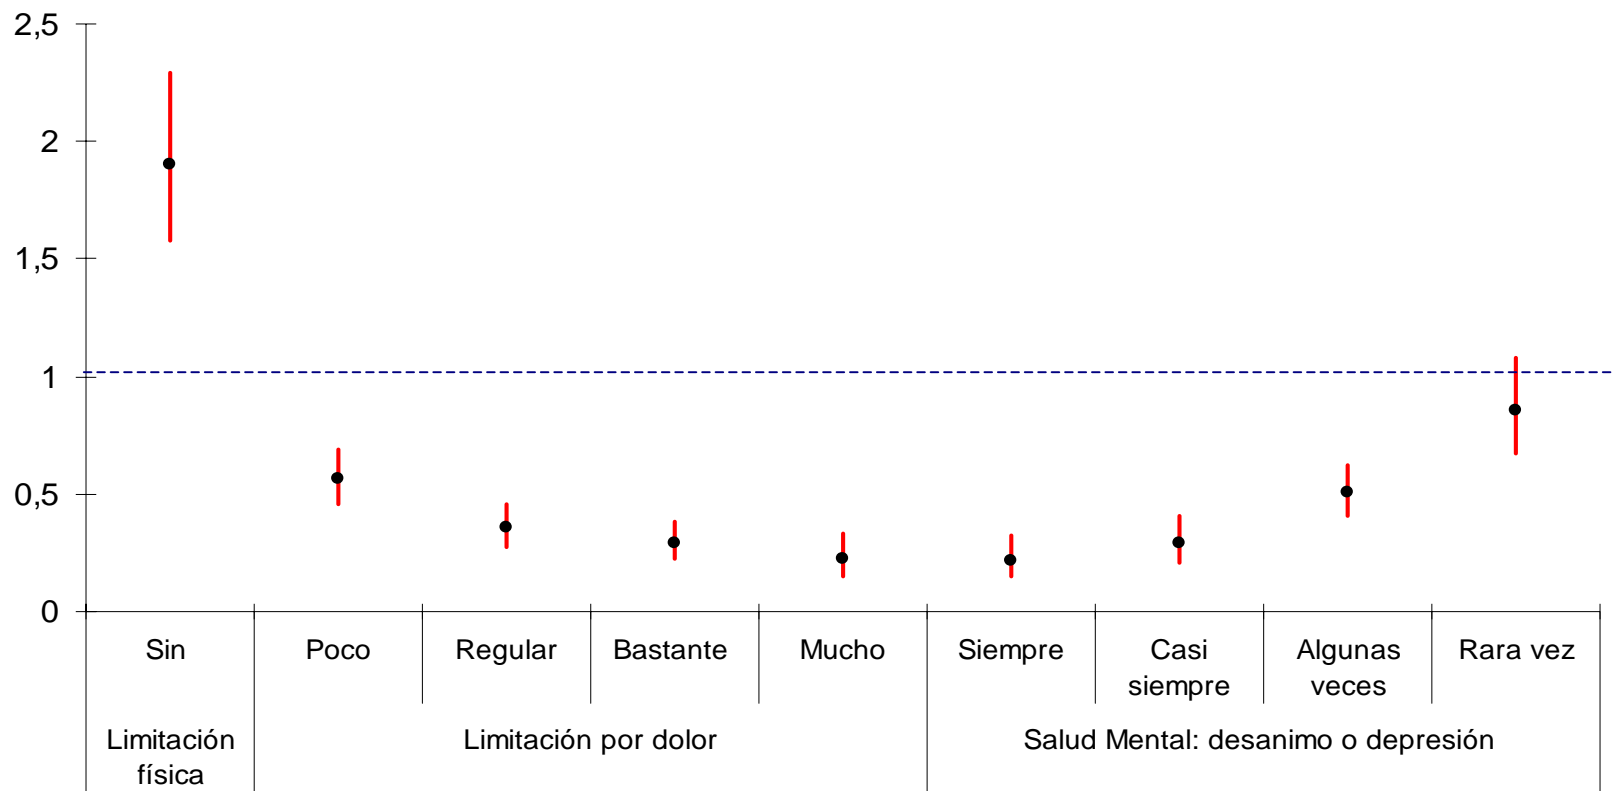 2,5
2
1,5
1
0,5
0
Sin
Poco
Regular
Bastante
Mucho
Siempre
Casi
siempre
Algunas
veces
Rara vez
Limitación
física
Limitación por dolor
Salud Mental: desanimo o depresión